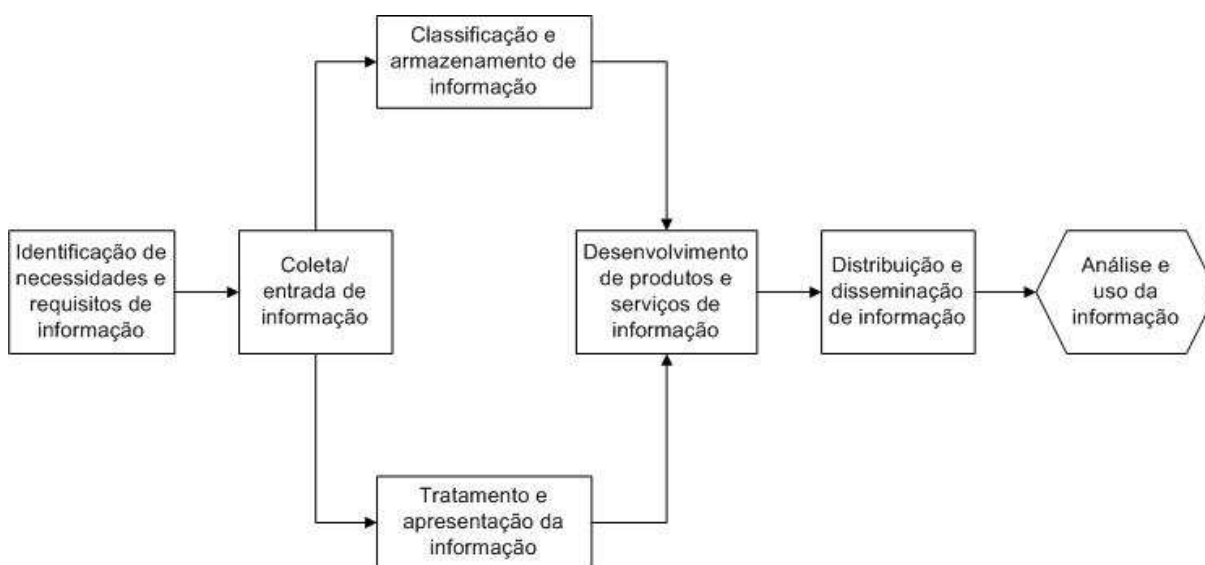 Classificação e
armazenamento de
informação
Identificação de
necessidades e
requisitos de
informação
Coleta/
entrada de
informação
Desenvolvimento
de produtos e
serviços de
informação
Distribuição e
disseminação
de informação
Análise e
uso da
informação
Tratamento e
apresentação da
informação